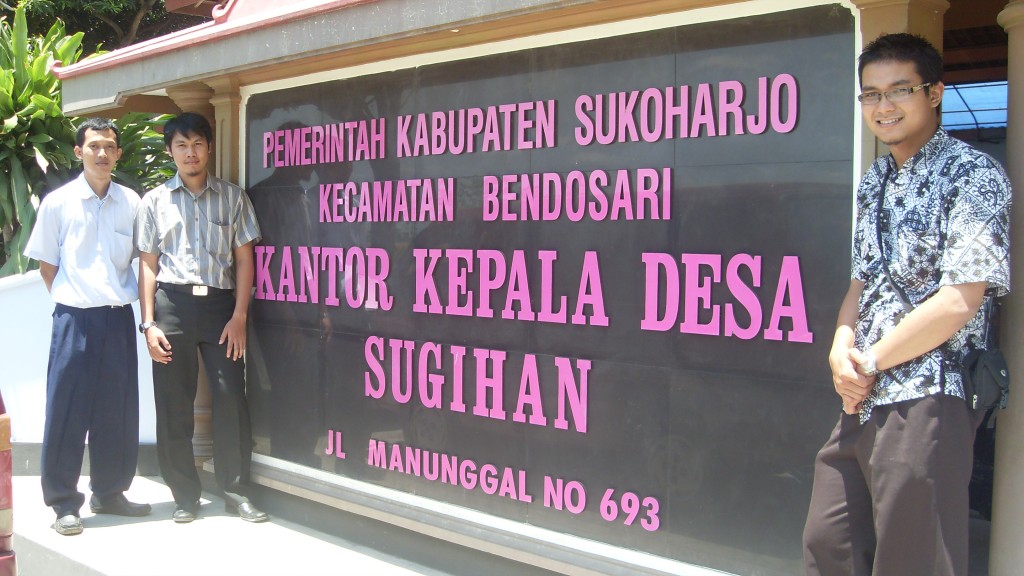 PEMERINTAH KABUPATEN SUKOHARJO
KECAMATAN BENDOSARI
KANTOR KEPALA DESA
SUGIHAN
JL MANUNGGAL NO 693